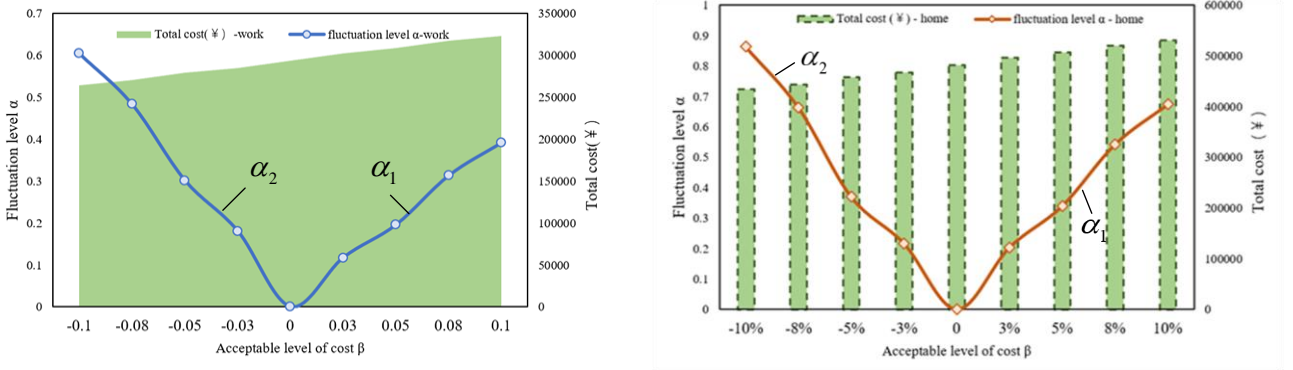 Total cost(￥) -work
fluctuation level α-work
0.7
0.6
0.5
0.4
0.3
0.2
0.1
0
Fluctuation level α
350000
300000
250000
200000
150000
100000
50000
0
Total cost(￥)
α2
α1
-0.1 -0.08 -0.05 -0.03 0 0.03 0.05 0.08 0.1
Acceptable level of cost β
Total cost (￥) - home
fluctuation level α - home
1
0.9
0.8
0.7
0.6
0.5
0.4
0.3
0.2
0.1
0
Fluctuation level α
600000
500000
400000
300000
200000
100000
0
Total cost (￥)
α2
α1
-10% -8% -5% -3% 0 3% 5% 8% 10%
Acceptable level of cost β